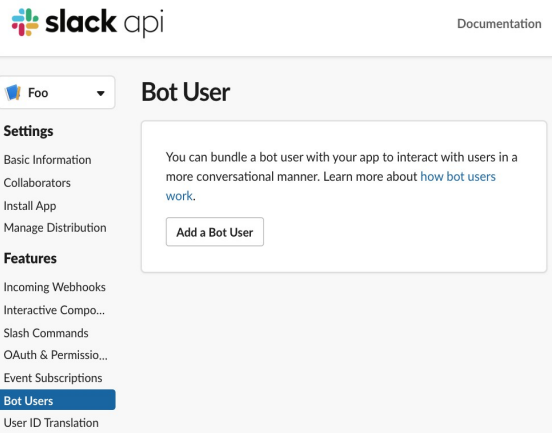 slack api
Documentation
Foo
Bot User
Settings
Basic Information
Collaborators
Install App
Manage Distribution
Features
Incoming Webhooks
Interactive Compo...
Slash Commands
OAuth & Permissio...
Event Subscriptions
Bot Users
User ID Translation
You can bundle a bot user with your app to interact with users in a
more conversational manner. Learn more about how bot users
work.
Add a Bot User